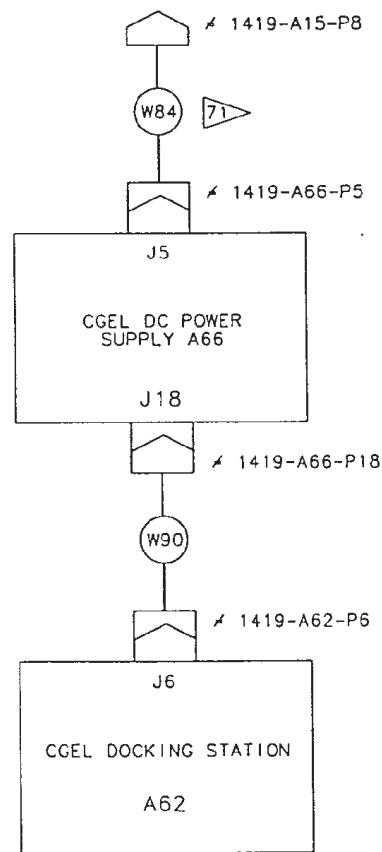 1419-A15-P8
W84
71
1419-A66-P5
J5
CGEL DC POWER
SUPPLY A66
J18
1419-A66-P18
W90
1419-A62-P6
J6
CGEL DOCKING STATION
A62